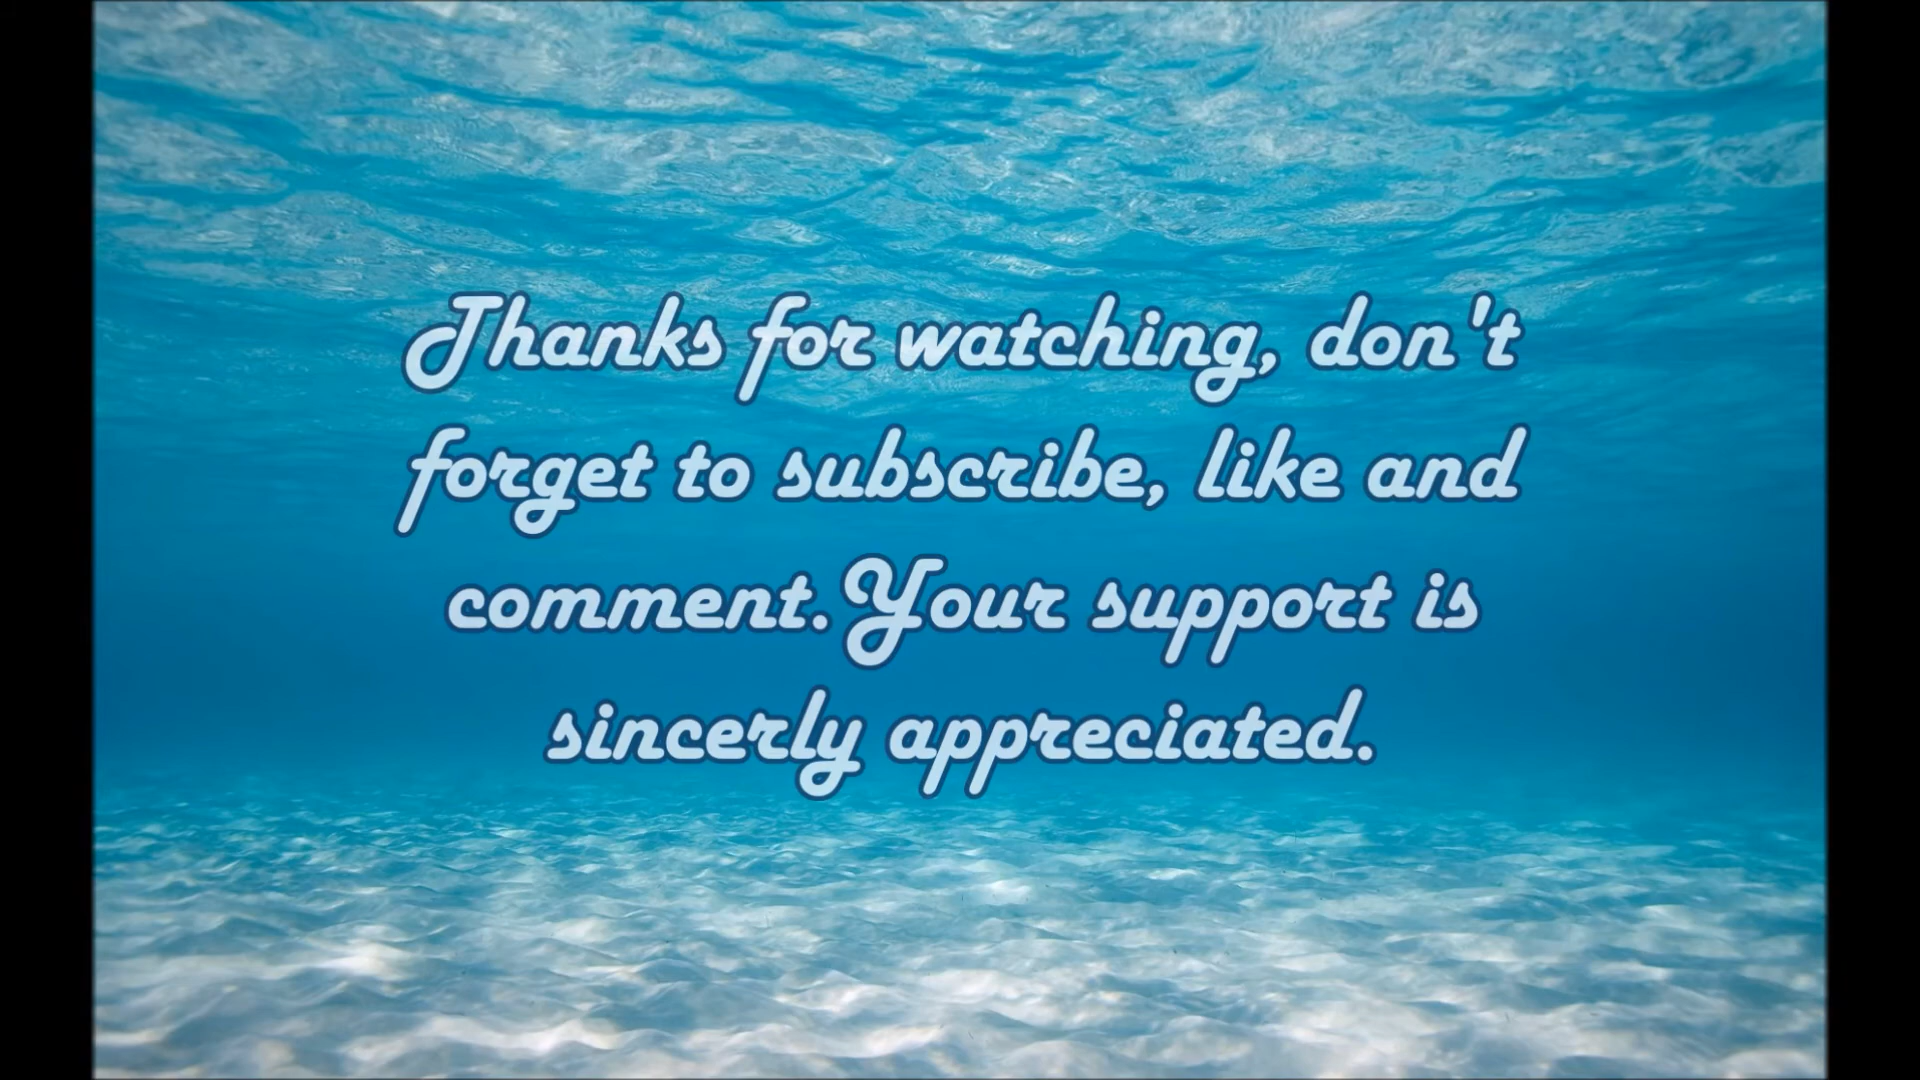 Thanks for watching, don't
forget to subscribe, like and
comment. Your support is
sincerly appreciated.